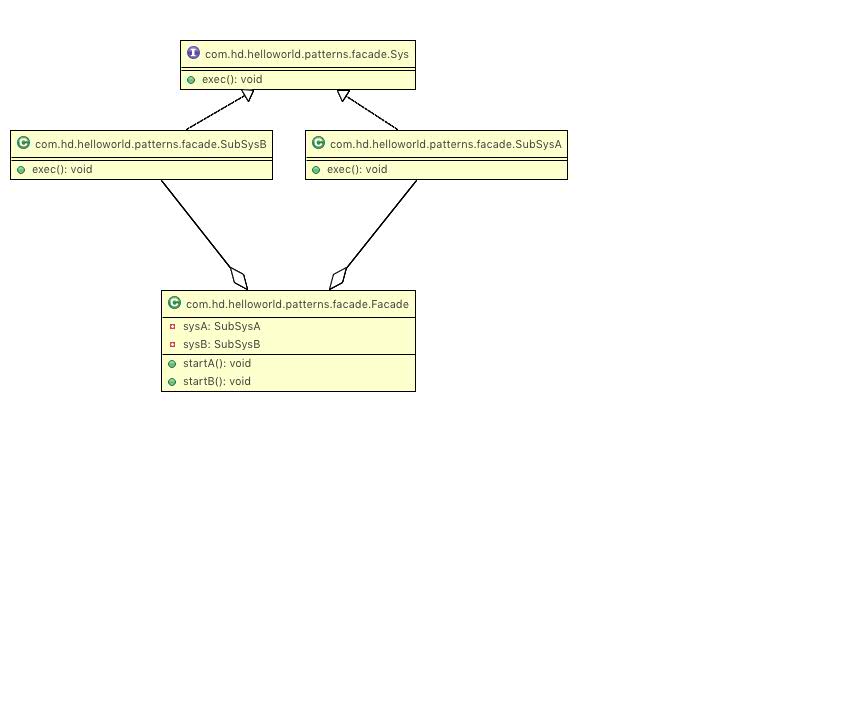 I com.hd.helloworld.patterns.facade.Sys
exec(): void
C com.hd.helloworld.patterns.facade.SubSysB
exec(): void
C com.hd.helloworld.patterns.facade.SubSysA
exec(): void
C com.hd.helloworld.patterns.facade.Facade
sysA: SubSysA
sysB: SubSysB
startA(): void
startB(): void